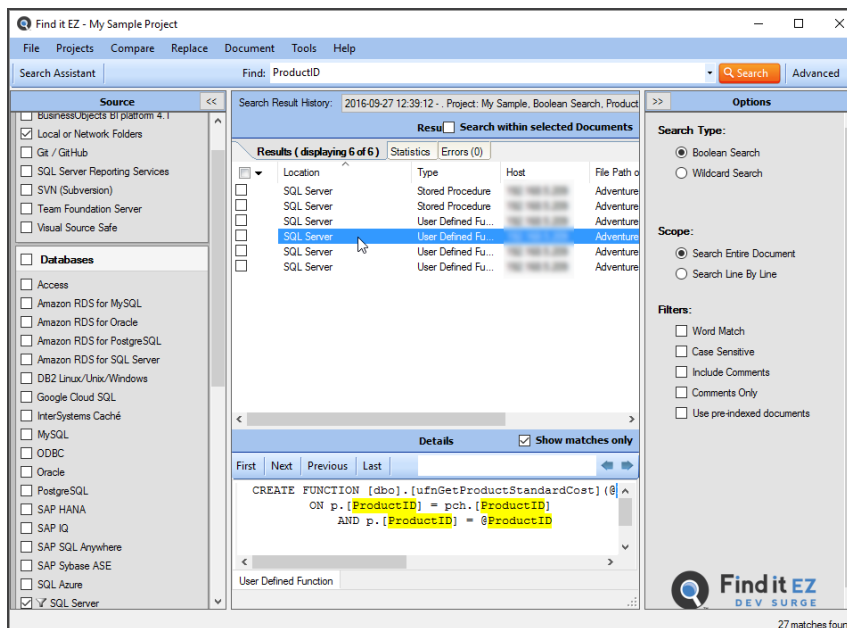 Find it EZ - My Sample Project
File Projects Compare Replace Document Tools Help
Search Assistant Find: ProductID Search Advanced
Source <<
BusinessObjects BI platform 4.1
Local or Network Folders
Git / GitHub
SQL Server Reporting Services
SVN (Subversion)
Team Foundation Server
Visual Source Safe
Databases
Access
Amazon RDS for MySQL
Amazon RDS for Oracle
Amazon RDS for PostgreSQL
Amazon RDS for SQL Server
DB2 Linux/Unix/Windows
Google Cloud SQL
InterSystems Caché
MySQL
ODBC
Oracle
PostgreSQL
SAP HANA
SAP IQ
SAP SQL Anywhere
SAP Sybase ASE
SQL Azure
SQL Server
Search Result History: 2016-09-27 12:39:12 - . Project: My Sample, Boolean Search, Product
Resu Search within selected Documents
Results ( displaying 6 of 6 ) Statistics Errors (0)
Location Type Host File Path o
SQL Server Stored Procedure Adventure
SQL Server Stored Procedure Adventure
SQL Server User Defined Fu... Adventure
SQL Server User Defined Fu... Adventure
SQL Server User Defined Fu... Adventure
SQL Server User Defined Fu... Adventure
Details Show matches only
First Next Previous Last
CREATE FUNCTION [dbo].[ufnGetProductStandardCost](@
ON p.[ProductID] = pch.[ProductID]
AND p.[ProductID] = @ProductID
User Defined Function
>> Options
Search Type:
Boolean Search
Wildcard Search
Scope:
Search Entire Document
Search Line By Line
Filters:
Word Match
Case Sensitive
Include Comments
Comments Only
Use pre-indexed documents
Find it EZ
DEV SURGE
27 matches foun